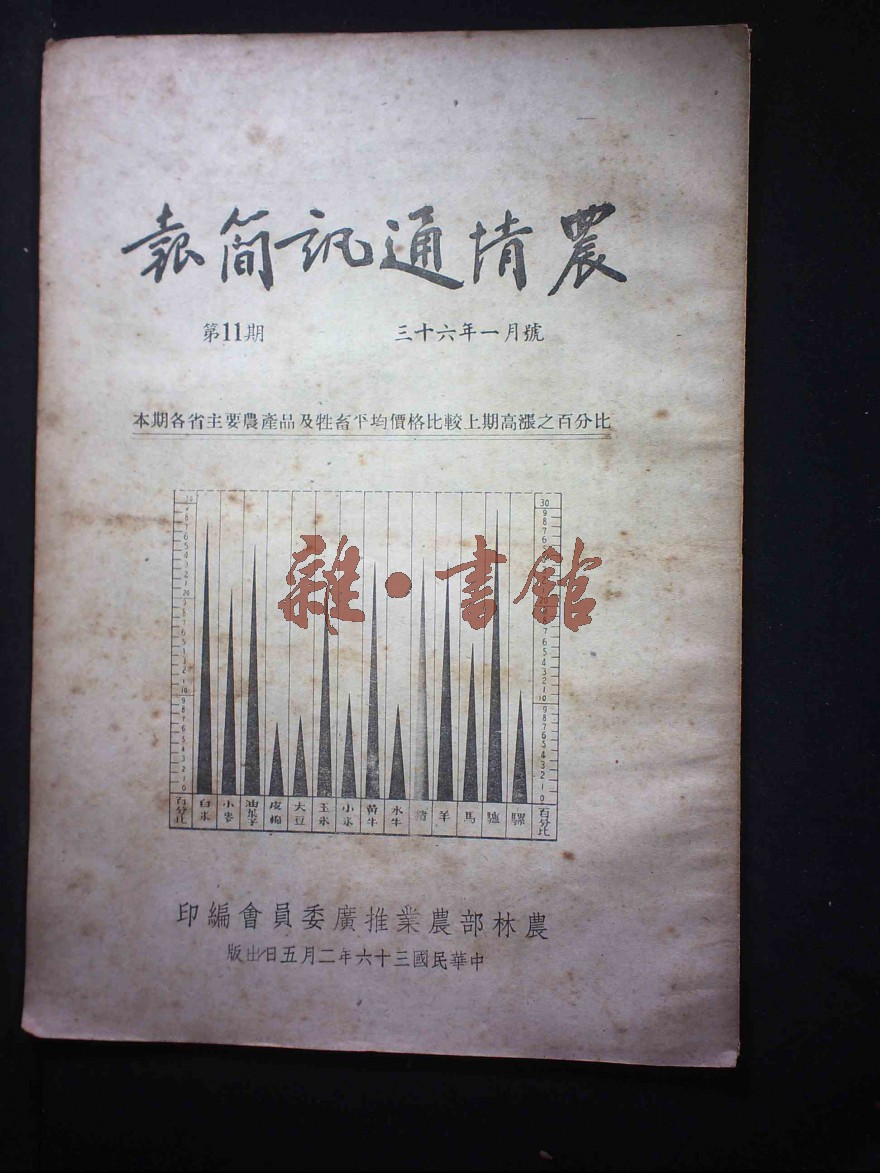 農情通訊簡報
第11期 三十六年一月號
本期各省主要農產品及牲畜平均價格比較上期高漲之百分比
雜·書館
百分比 白米 小麥 油菜子 皮棉 大豆 玉米 小米 黃牛 水牛 豬 羊 馬 驢 騾 百分比
農林部農業推廣委員會編印
中華民國三十六年二月五日出版